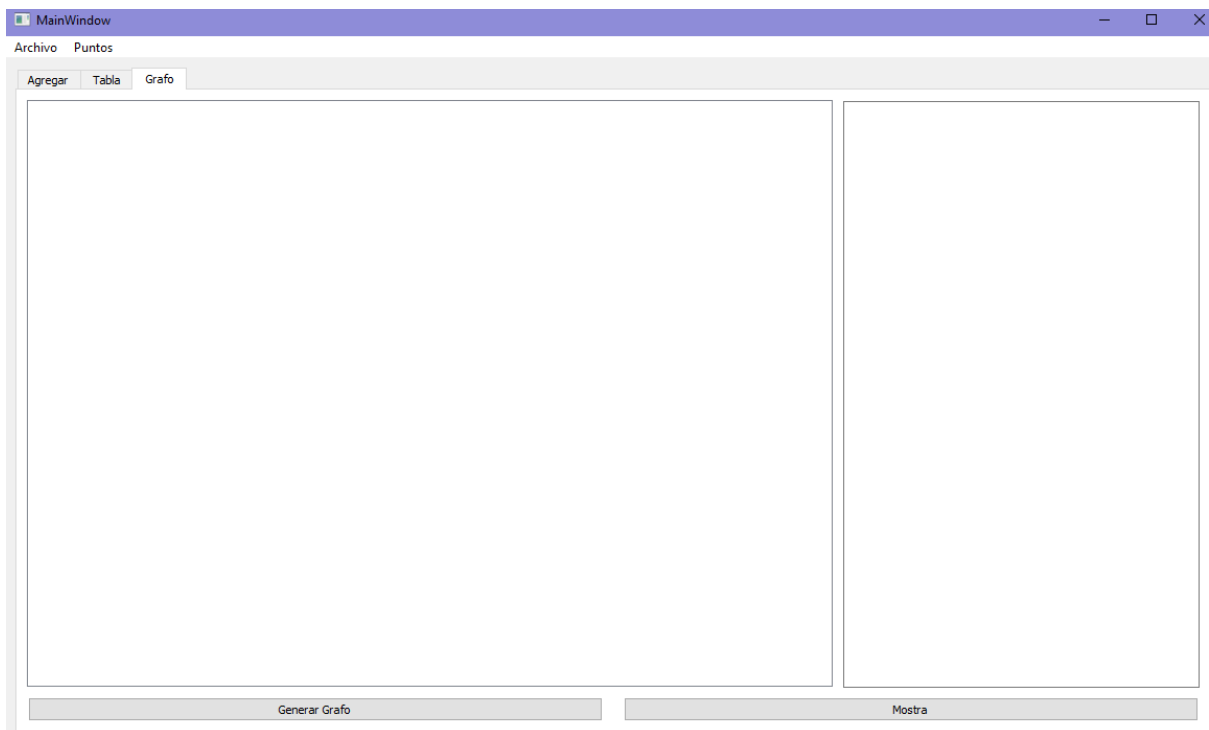 MainWindow
Archivo Puntos
Agregar Tabla Grafo
Generar Grafo Mostra